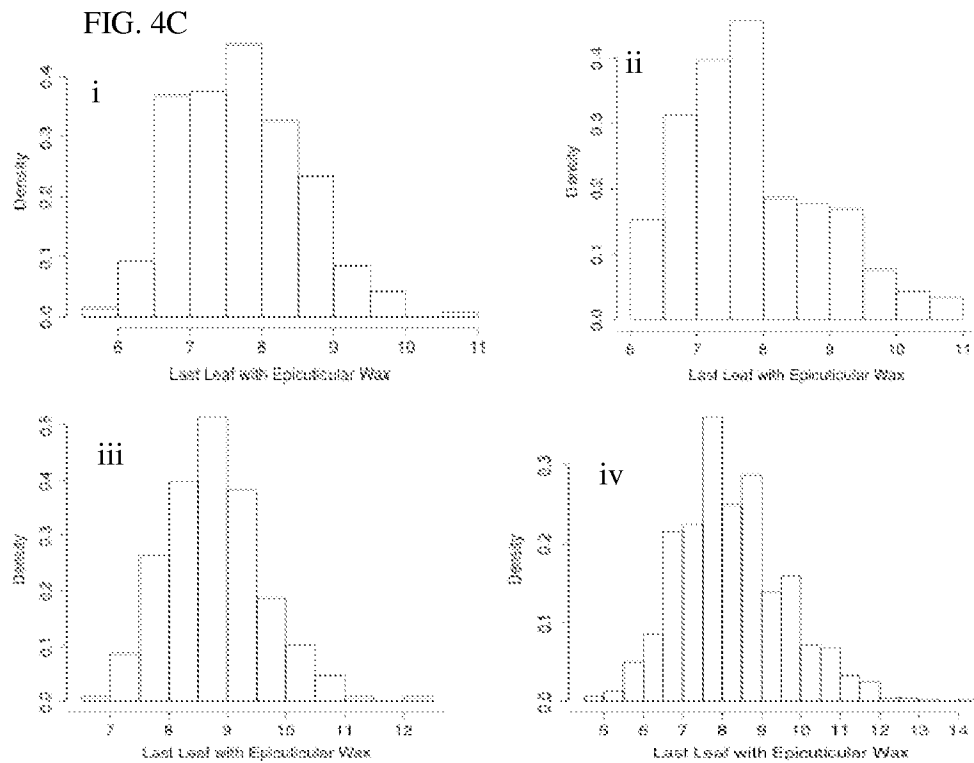 FIG. 4C
i
Density
0.0 0.1 0.2 0.3 0.4
6 7 8 9 10 11
Last Leaf with Epicuticular Wax
ii
Density
0.0 0.1 0.2 0.3 0.4
6 7 8 9 10 11
Last Leaf with Epicuticular Wax
iii
Density
0.0 0.1 0.2 0.3 0.4 0.5
7 8 9 10 11 12
Last Leaf with Epicuticular Wax
iv
Density
0.0 0.1 0.2 0.3
5 6 7 8 9 10 11 12 13 14
Last Leaf with Epicuticular Wax